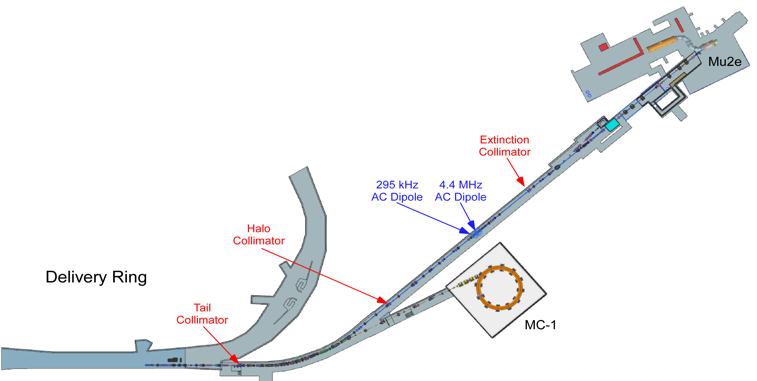 Mu2e
Extinction
Collimator
295 kHz
AC Dipole
4.4 MHz
AC Dipole
Halo
Collimator
Delivery Ring
MC-1
Tail
Collimator